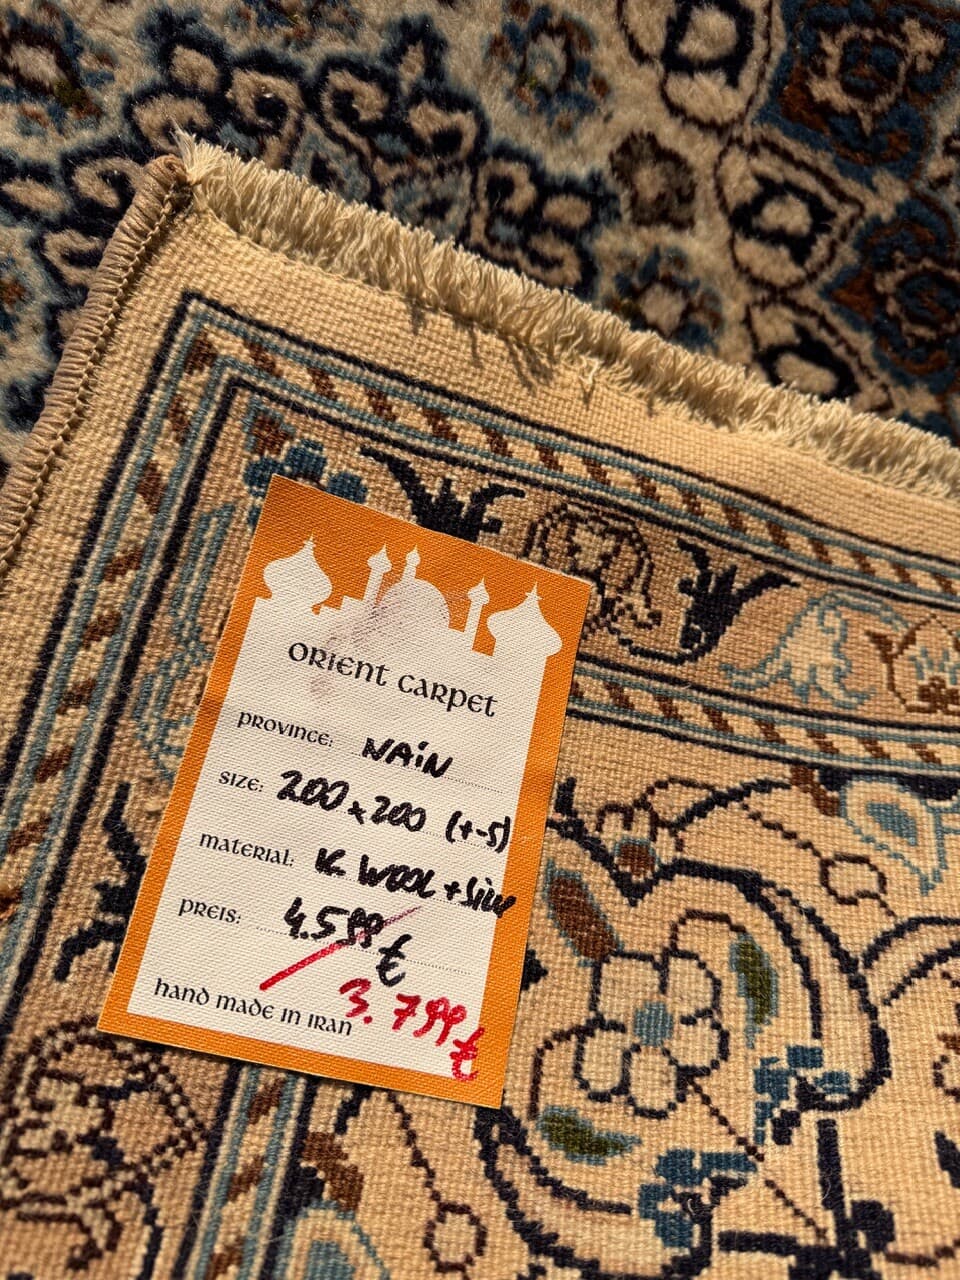 ORIENT CARPET
PROVINCE: NAIN
SIZE: 200 x 200 (+-5)
MATERIAL: K. WOOL +
PREIS: 4.599 €
3.799 €
HAND MADE IN IRAN